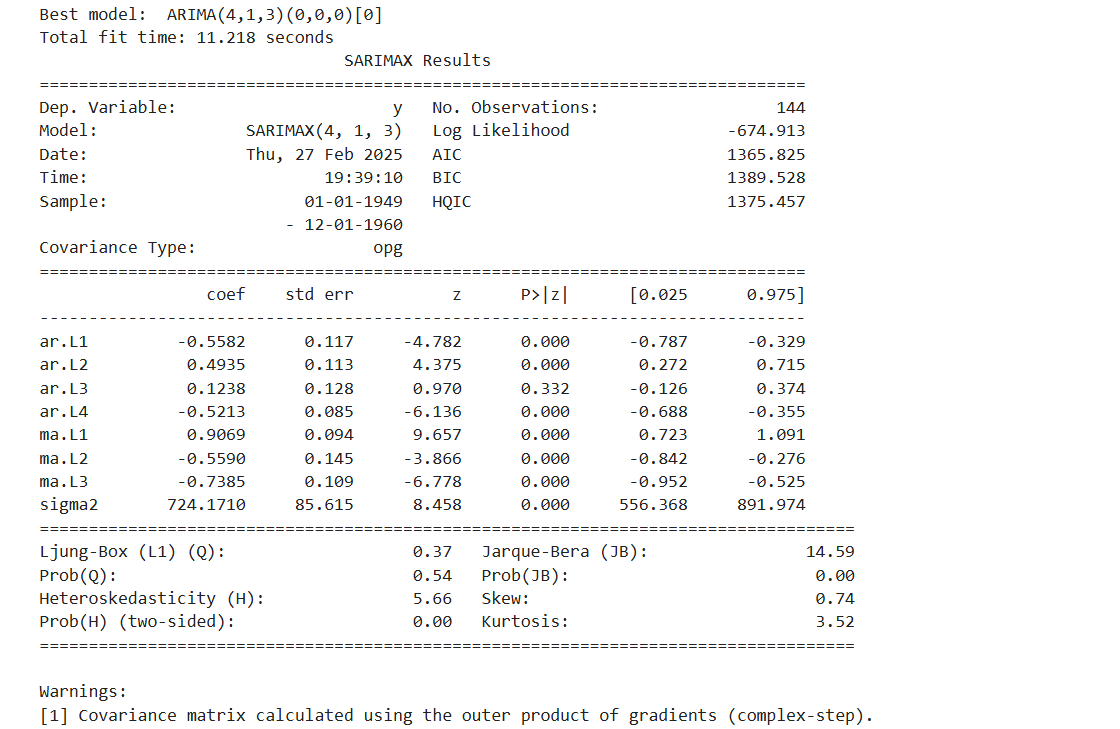 Best model:  ARIMA(4,1,3)(0,0,0)[0]
Total fit time: 11.218 seconds
                               SARIMAX Results
==============================================================================
Dep. Variable:                      y   No. Observations:                  144
Model:               SARIMAX(4, 1, 3)   Log Likelihood                -674.913
Date:                Thu, 27 Feb 2025   AIC                           1365.825
Time:                        19:39:10   BIC                           1389.528
Sample:                    01-01-1949   HQIC                          1375.457
                         - 12-01-1960
Covariance Type:                  opg
==============================================================================
                 coef    std err          z      P>|z|      [0.025      0.975]
------------------------------------------------------------------------------
ar.L1         -0.5582      0.117     -4.782      0.000      -0.787      -0.329
ar.L2          0.4935      0.113      4.375      0.000       0.272       0.715
ar.L3          0.1238      0.128      0.970      0.332      -0.126       0.374
ar.L4         -0.5213      0.085     -6.136      0.000      -0.688      -0.355
ma.L1          0.9069      0.094      9.657      0.000       0.723       1.091
ma.L2         -0.5590      0.145     -3.866      0.000      -0.842      -0.276
ma.L3         -0.7385      0.109     -6.778      0.000      -0.952      -0.525
sigma2       724.1710     85.615      8.458      0.000     556.368     891.974
===================================================================================
Ljung-Box (L1) (Q):                   0.37   Jarque-Bera (JB):                14.59
Prob(Q):                              0.54   Prob(JB):                         0.00
Heteroskedasticity (H):               5.66   Skew:                             0.74
Prob(H) (two-sided):                  0.00   Kurtosis:                         3.52
===================================================================================

Warnings:
[1] Covariance matrix calculated using the outer product of gradients (complex-step).